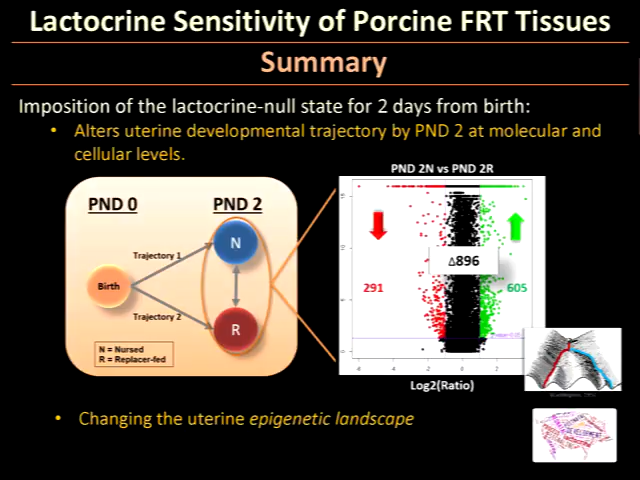 Lactocrine Sensitivity of Porcine FRT Tissues
Summary
Imposition of the lactocrine-null state for 2 days from birth:
• Alters uterine developmental trajectory by PND 2 at molecular and
cellular levels.
PND 0
PND 2
Trajectory 1
N
Birth
Trajectory 2
R
N = Nursed
R = Replacer-fed
PND 2N vs PND 2R
Δ896
291
605
Log2(Ratio)
• Changing the uterine epigenetic landscape
DEVELOPMENT